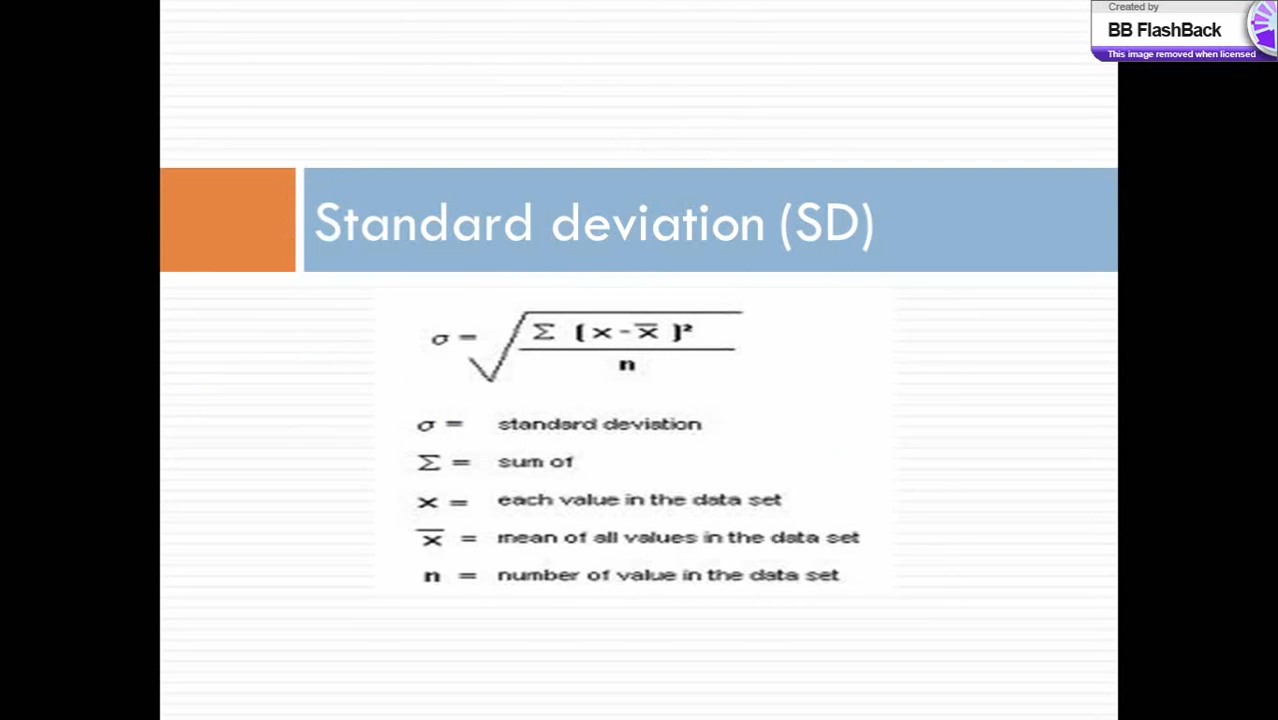 Created by
BB FlashBack
This image removed when licensed
Standard deviation (SD)
σ = √ Σ (x - x̅)²
n
σ = standard deviation
Σ = sum of
x = each value in the data set
x̅ = mean of all values in the data set
n = number of value in the data set